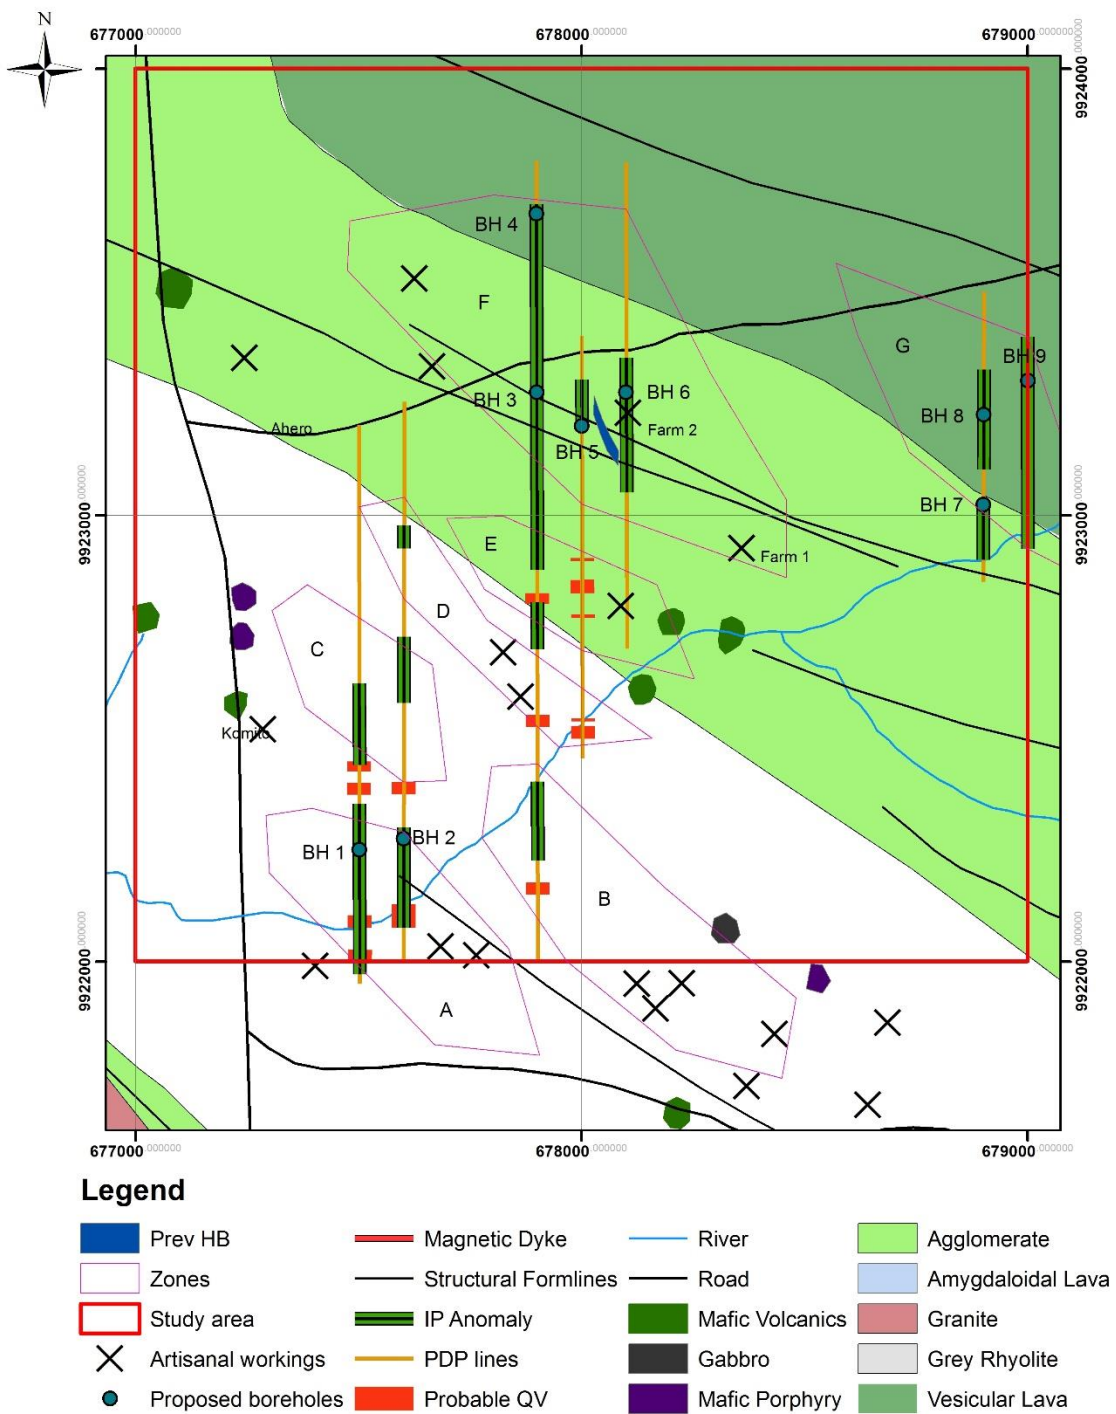 N
677000.000000
678000.000000
679000.000000
9924000.000000
9924000.000000
BH 4
F
G
BH 9
BH 3
BH 6
BH 8
Ahero
Farm 2
BH 5
BH 7
9923000.000000
9923000.000000
E
Farm 1
D
C
Komito
BH 1
BH 2
B
9922000.000000
9922000.000000
A
677000.000000
678000.000000
679000.000000
Legend
Prev HB
Magnetic Dyke
River
Agglomerate
Zones
Structural Formlines
Road
Amygdaloidal Lava
Study area
IP Anomaly
Mafic Volcanics
Granite
Artisanal workings
PDP lines
Gabbro
Grey Rhyolite
Proposed boreholes
Probable QV
Mafic Porphyry
Vesicular Lava